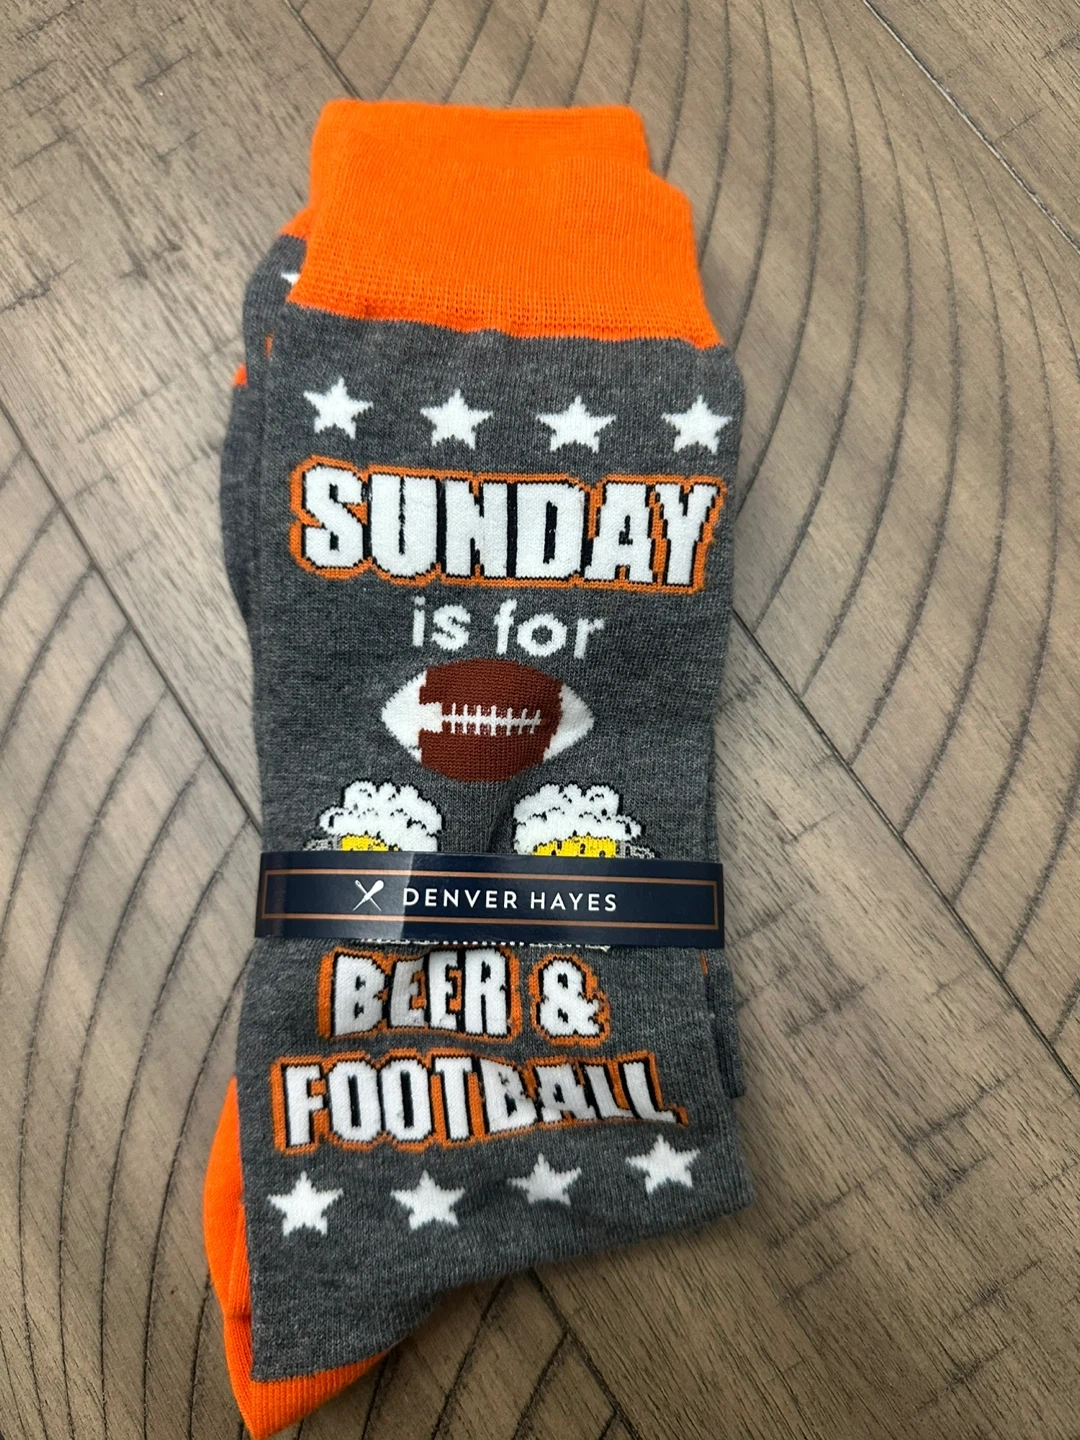 SUNDAY
is for
DENVER HAYES
BEER &
FOOTBALL